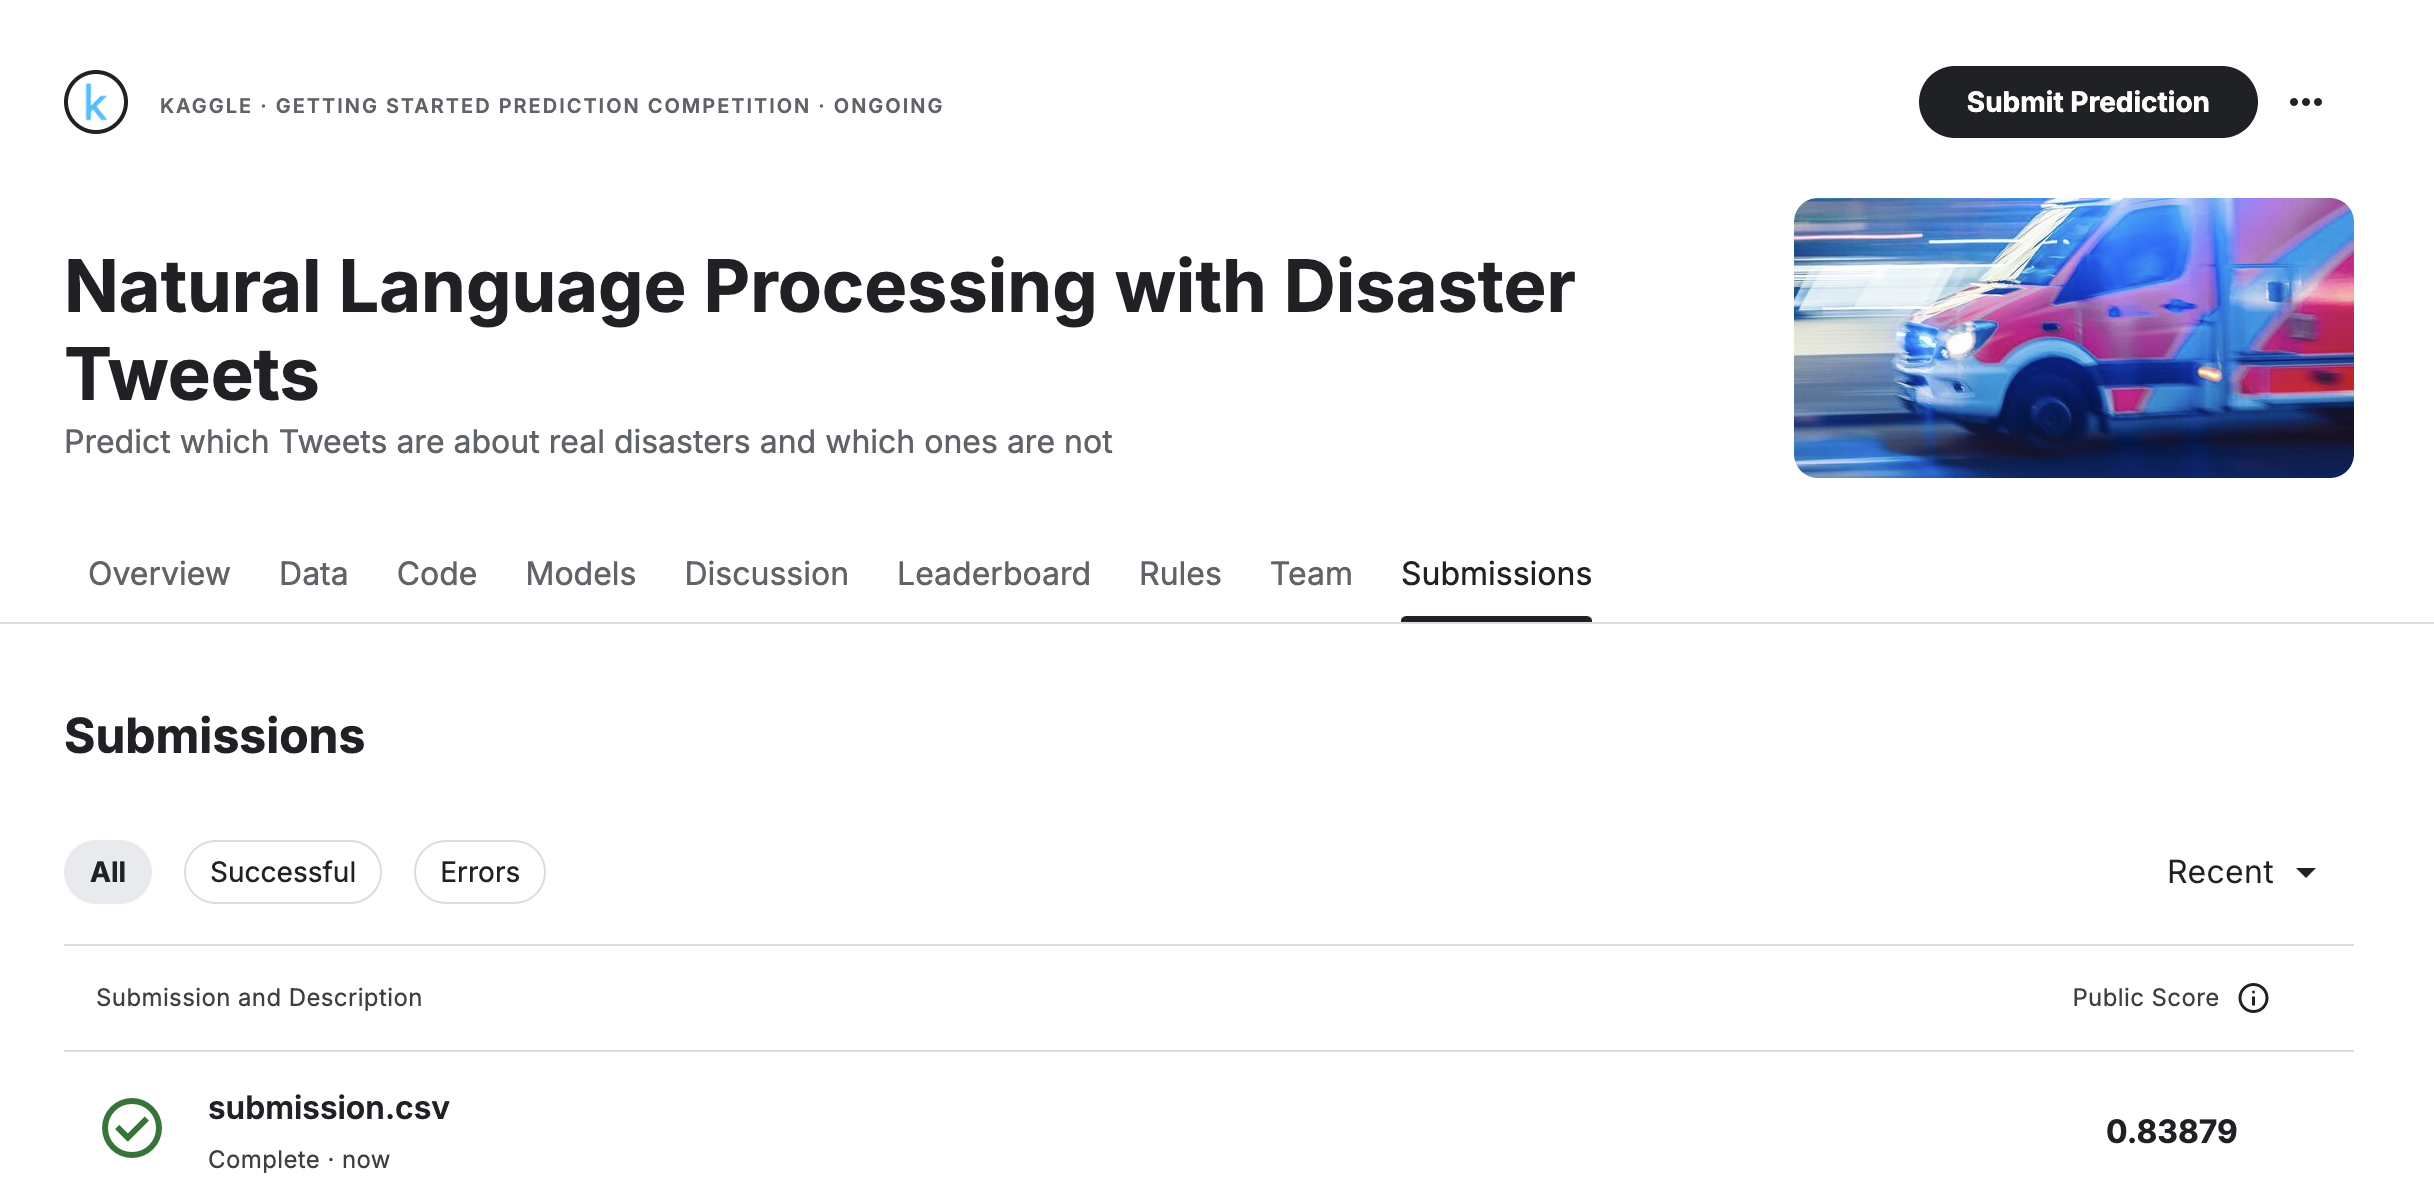 k
KAGGLE · GETTING STARTED PREDICTION COMPETITION · ONGOING
Submit Prediction
Natural Language Processing with Disaster
Tweets
Predict which Tweets are about real disasters and which ones are not
Overview Data Code Models Discussion Leaderboard Rules Team Submissions
Submissions
All Successful Errors Recent
Submission and Description Public Score
submission.csv
Complete · now
0.83879